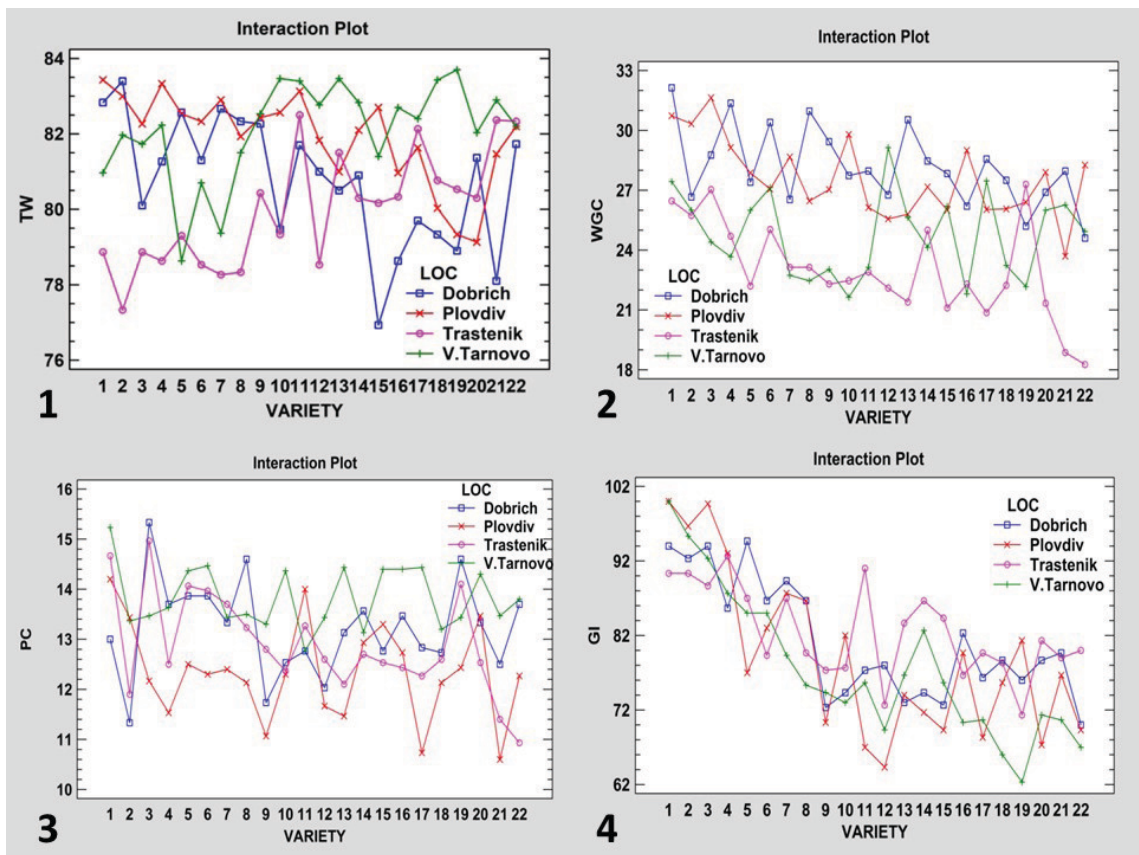 Interaction Plot
84
82
80
78
76
TW
LOC
Dobrich
Plovdiv
Trastenik
V.Tarnovo
1 2 3 4 5 6 7 8 9 10 11 12 13 14 15 16 17 18 19 20 21 22
VARIETY
1
Interaction Plot
33
30
27
24
21
18
WGC
LOC
Dobrich
Plovdiv
Trastenik
V.Tarnovo
1 2 3 4 5 6 7 8 9 10 11 12 13 14 15 16 17 18 19 20 21 22
VARIETY
2
Interaction Plot
16
15
14
13
12
11
10
PC
LOC
Dobrich
Plovdiv
Trastenik
V.Tarnovo
1 2 3 4 5 6 7 8 9 10 11 12 13 14 15 16 17 18 19 20 21 22
VARIETY
3
Interaction Plot
102
92
82
72
62
GI
LOC
Dobrich
Plovdiv
Trastenik
V.Tarnovo
1 2 3 4 5 6 7 8 9 10 11 12 13 14 15 16 17 18 19 20 21 22
VARIETY
4